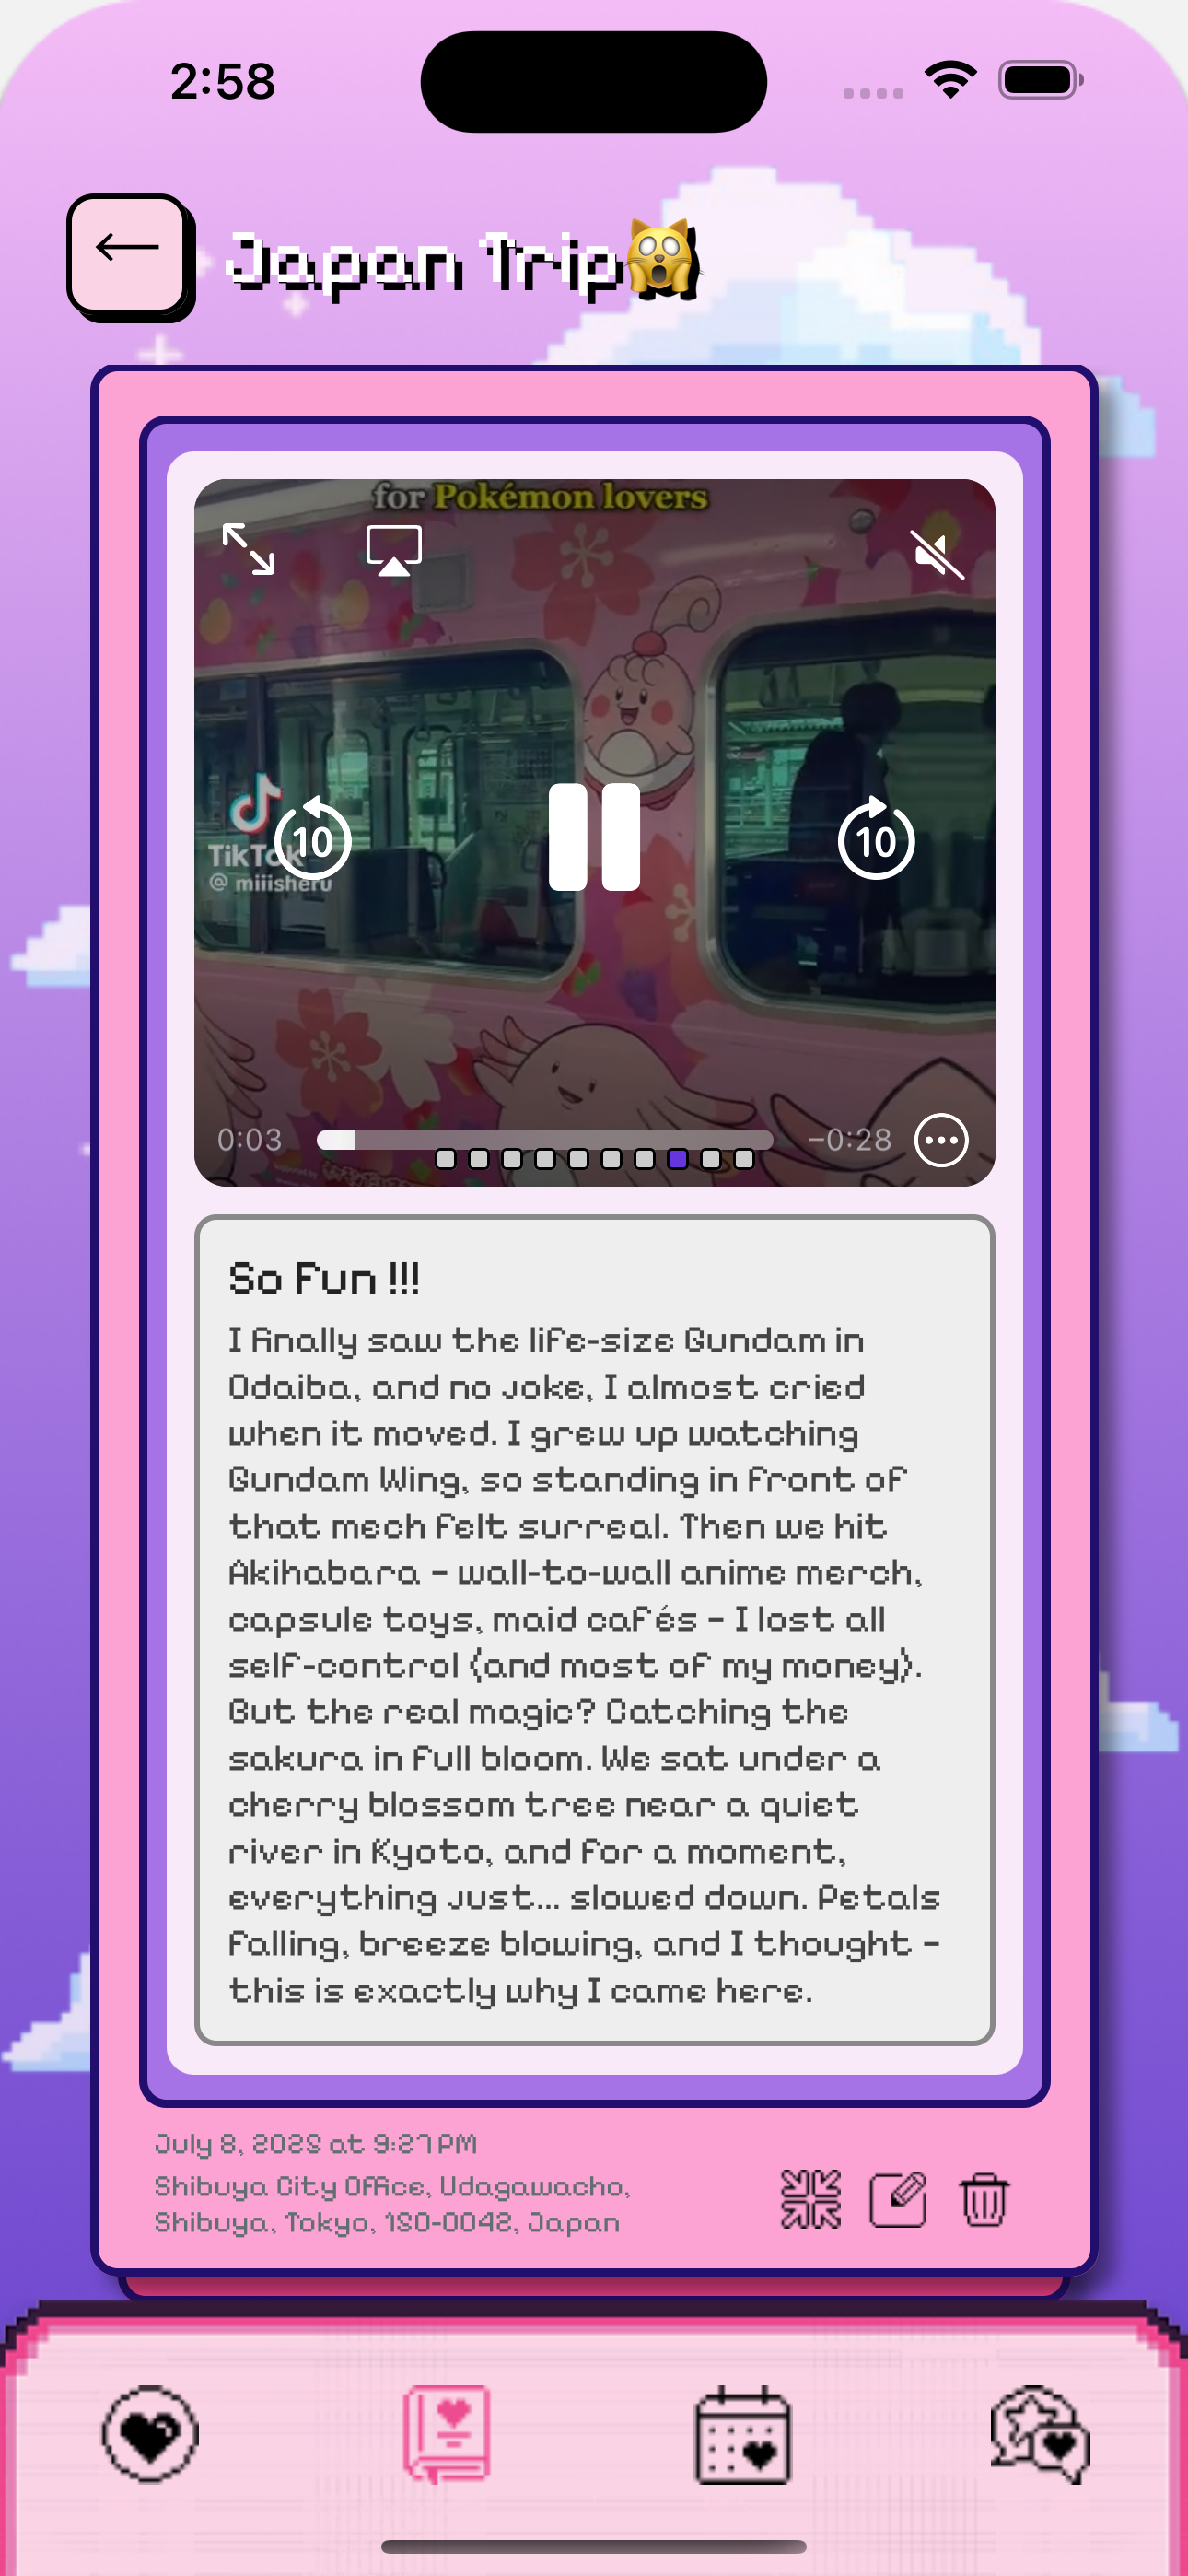 2:58
Japan Trip🙀
for Pokémon lovers
TikTok
@ miiisheru
10
10
0:03
−0:28
So Fun !!!
I finally saw the life-size Gundam in
Odaiba, and no joke, I almost cried
when it moved. I grew up watching
Gundam Wing, so standing in front of
that mech felt surreal. Then we hit
Akihabara - wall-to-wall anime merch,
capsule toys, maid cafés - I lost all
self-control (and most of my money).
But the real magic? Catching the
sakura in full bloom. We sat under a
cherry blossom tree near a quiet
river in Kyoto, and for a moment,
everything just... slowed down. Petals
falling, breeze blowing, and I thought -
this is exactly why I came here.
July 8, 2025 at 9:27 PM
Shibuya City Office, Udagawacho,
Shibuya, Tokyo, 150-0042, Japan